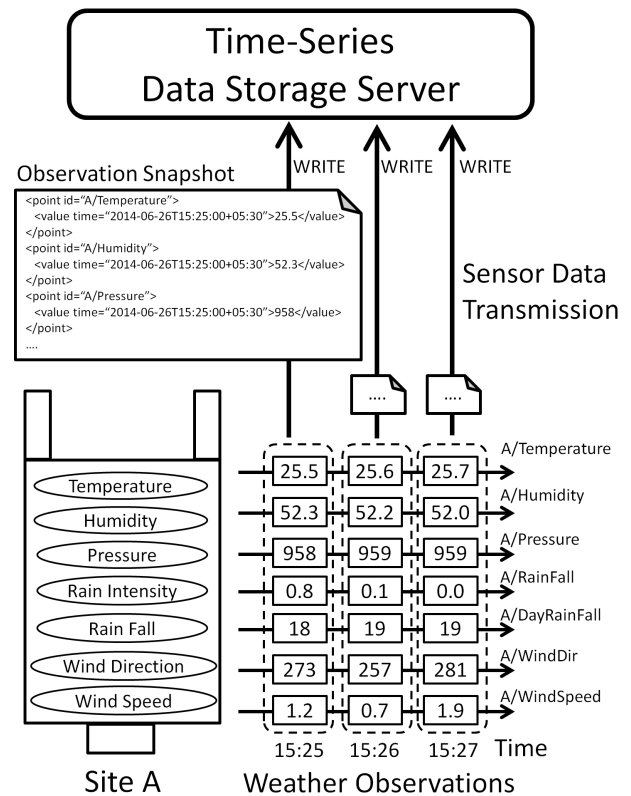 Time-Series
Data Storage Server
WRITE
WRITE
WRITE
Observation Snapshot
<point id=“A/Temperature”>
<value time=“2014-06-26T15:25:00+05:30”>25.5</value>
</point>
<point id=“A/Humidity”>
<value time=“2014-06-26T15:25:00+05:30”>52.3</value>
</point>
<point id=“A/Pressure”>
<value time=“2014-06-26T15:25:00+05:30”>958</value>
</point>
....
Sensor Data
Transmission
....
....
Temperature
Humidity
Pressure
Rain Intensity
Rain Fall
Wind Direction
Wind Speed
Site A
25.5 25.6 25.7 A/Temperature
52.3 52.2 52.0 A/Humidity
958 959 959 A/Pressure
0.8 0.1 0.0 A/RainFall
18 19 19 A/DayRainFall
273 257 281 A/WindDir
1.2 0.7 1.9 A/WindSpeed
15:25 15:26 15:27 Time
Weather Observations